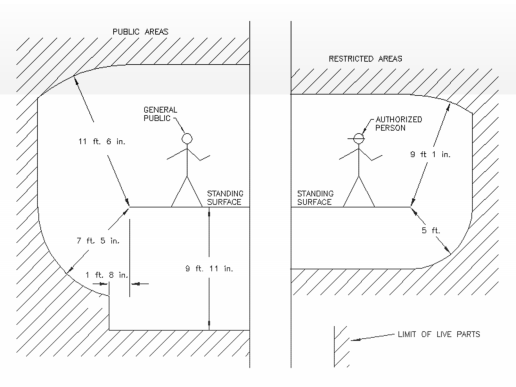 PUBLIC AREAS
GENERAL
PUBLIC
11 ft. 6 in.
STANDING
SURFACE
7 ft. 5 in.
1 ft. 8 in.
9 ft. 11 in.
RESTRICTED AREAS
AUTHORIZED
PERSON
9 ft 1 in.
STANDING
SURFACE
5 ft.
LIMIT OF LIVE PARTS